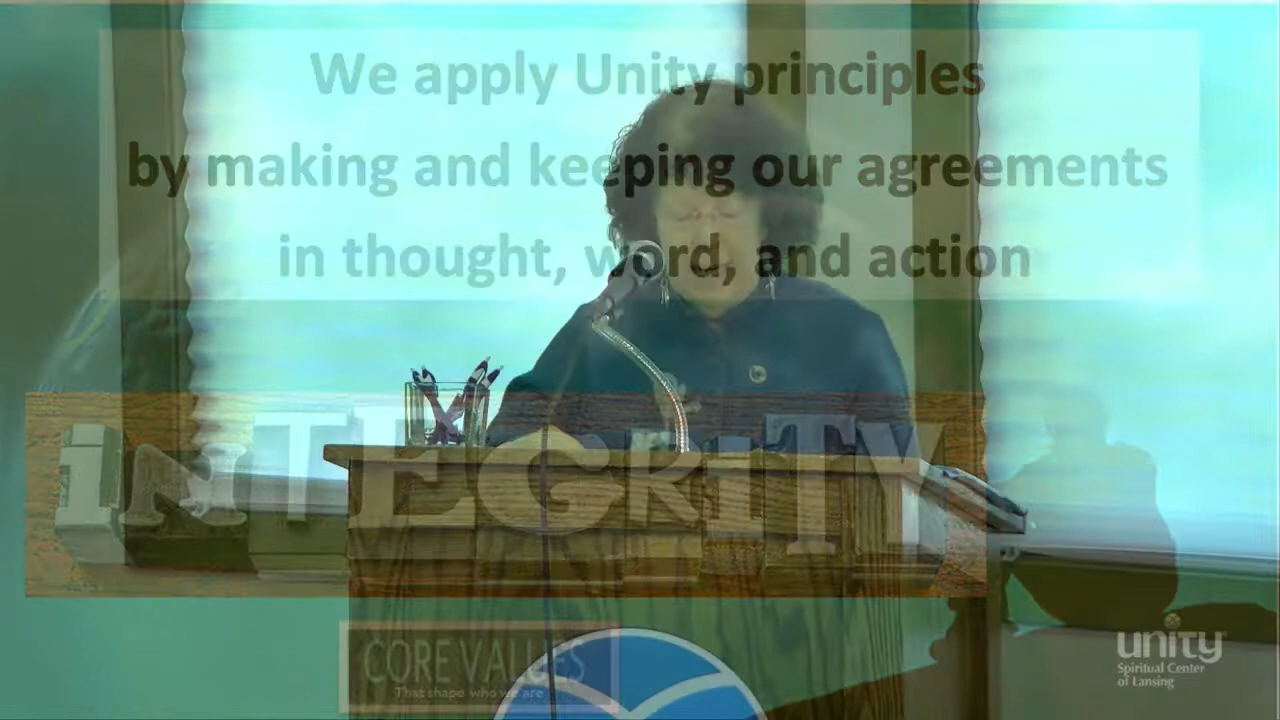 We apply Unity principles
by making and keeping our agreements
in thought, word, and action
iNTEGRiTY
CORE VALUES
That shape who we are
unity
Spiritual Center
of Lansing